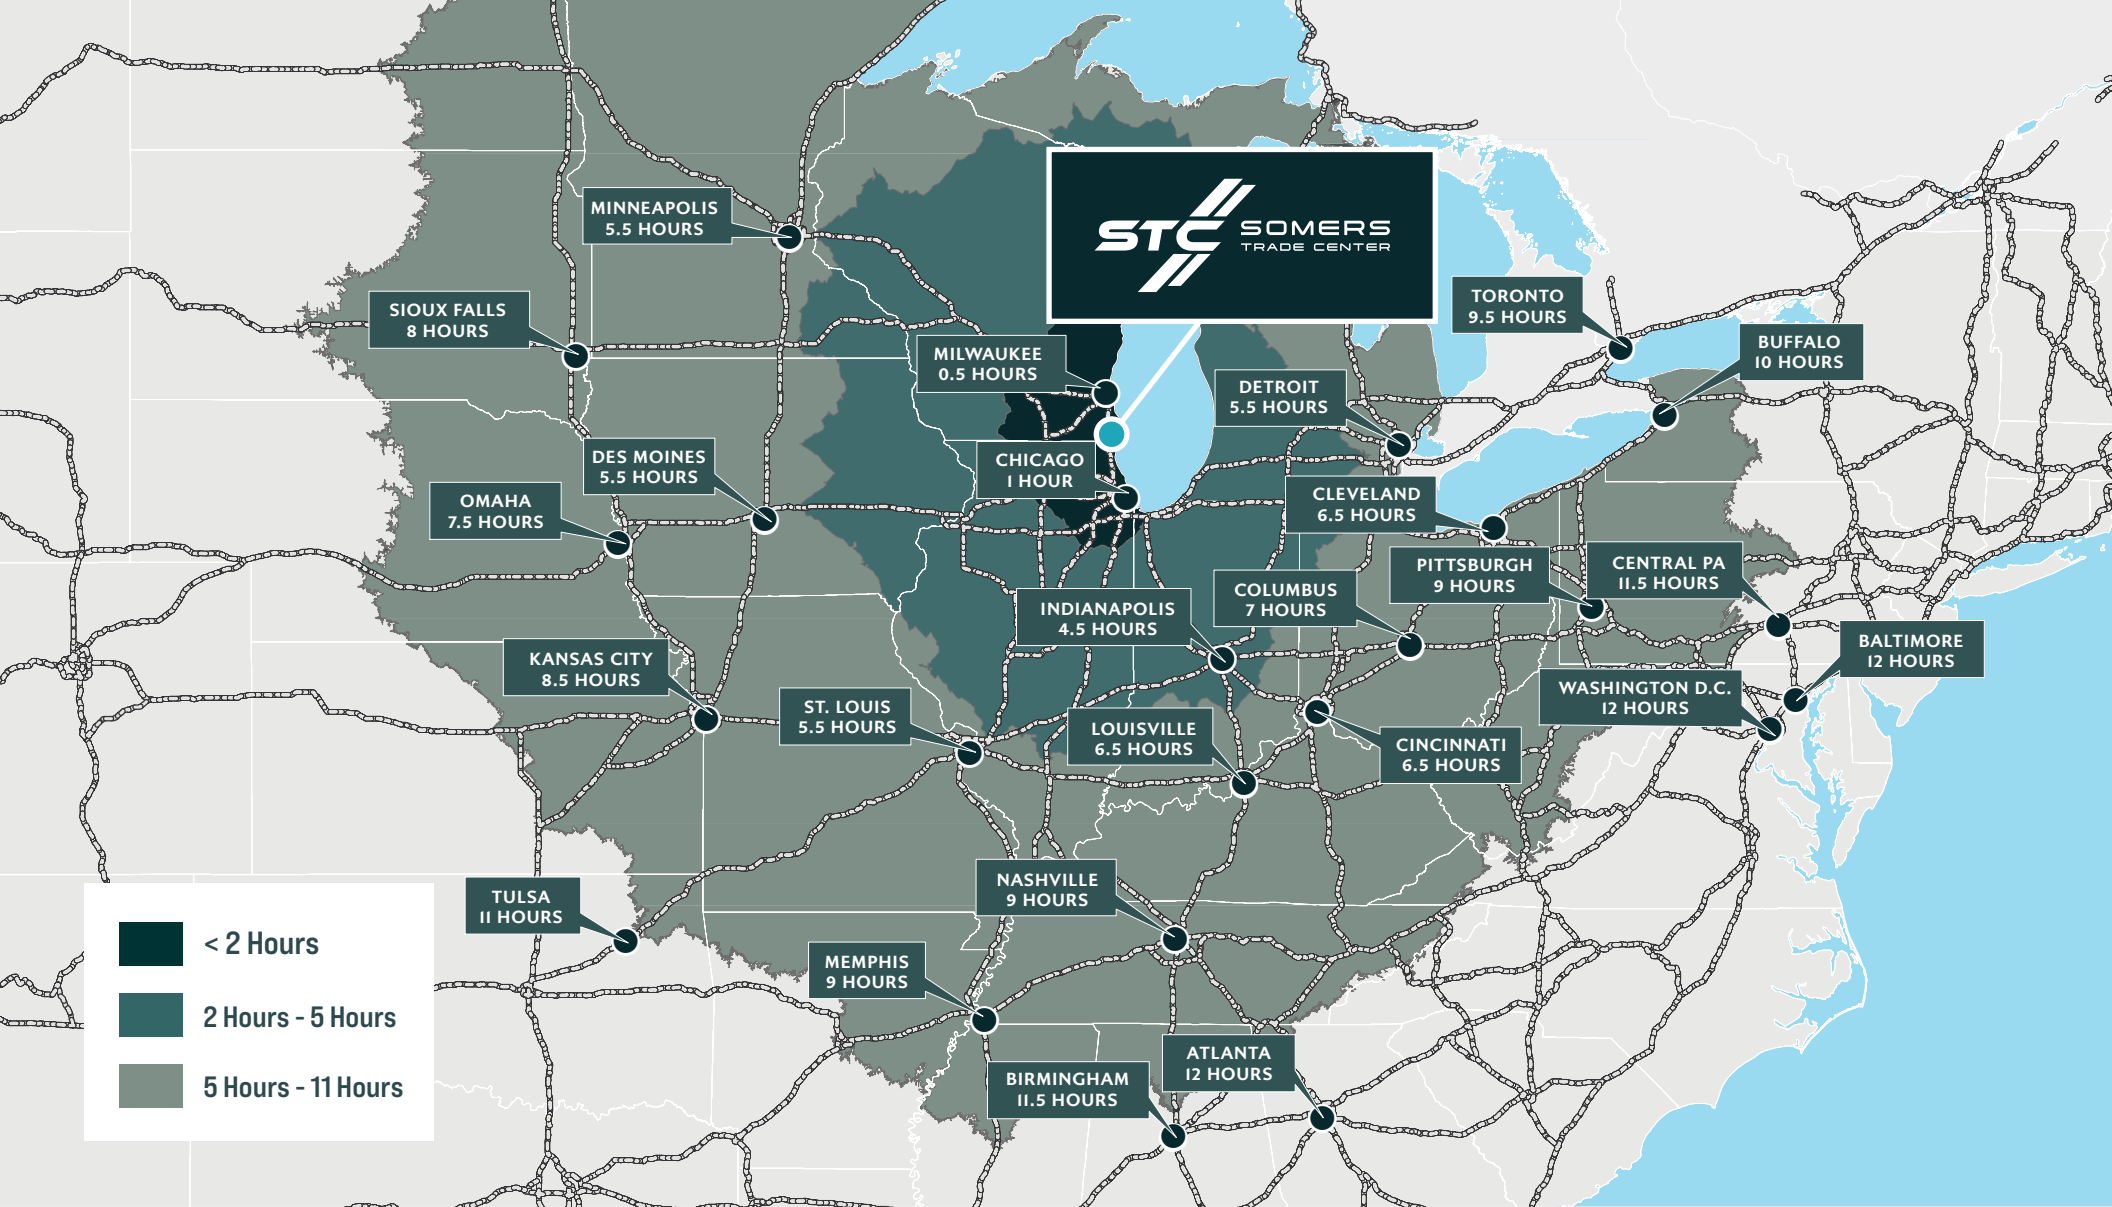 STC SOMERS
TRADE CENTER
MINNEAPOLIS
5.5 HOURS
SIOUX FALLS
8 HOURS
TORONTO
9.5 HOURS
BUFFALO
10 HOURS
MILWAUKEE
0.5 HOURS
DETROIT
5.5 HOURS
DES MOINES
5.5 HOURS
CHICAGO
1 HOUR
OMAHA
7.5 HOURS
CLEVELAND
6.5 HOURS
PITTSBURGH
9 HOURS
CENTRAL PA
11.5 HOURS
COLUMBUS
7 HOURS
INDIANAPOLIS
4.5 HOURS
BALTIMORE
12 HOURS
KANSAS CITY
8.5 HOURS
WASHINGTON D.C.
12 HOURS
ST. LOUIS
5.5 HOURS
LOUISVILLE
6.5 HOURS
CINCINNATI
6.5 HOURS
NASHVILLE
9 HOURS
TULSA
11 HOURS
MEMPHIS
9 HOURS
ATLANTA
12 HOURS
BIRMINGHAM
11.5 HOURS
< 2 Hours
2 Hours - 5 Hours
5 Hours - 11 Hours